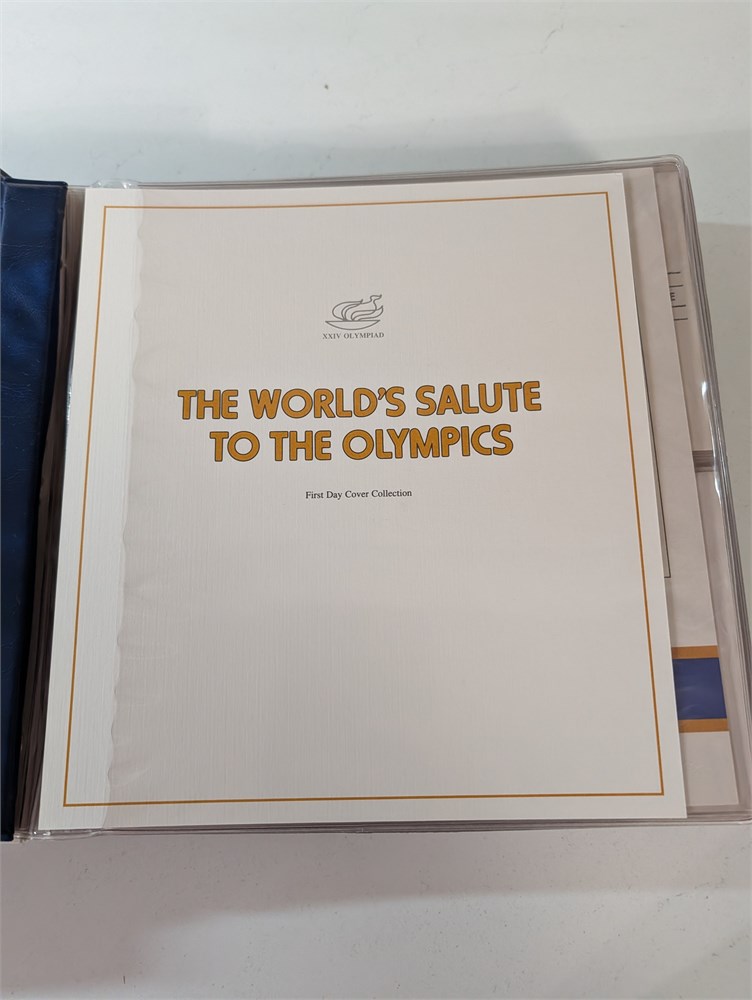 XXIV OLYMPIAD
THE WORLD'S SALUTE
TO THE OLYMPICS
First Day Cover Collection